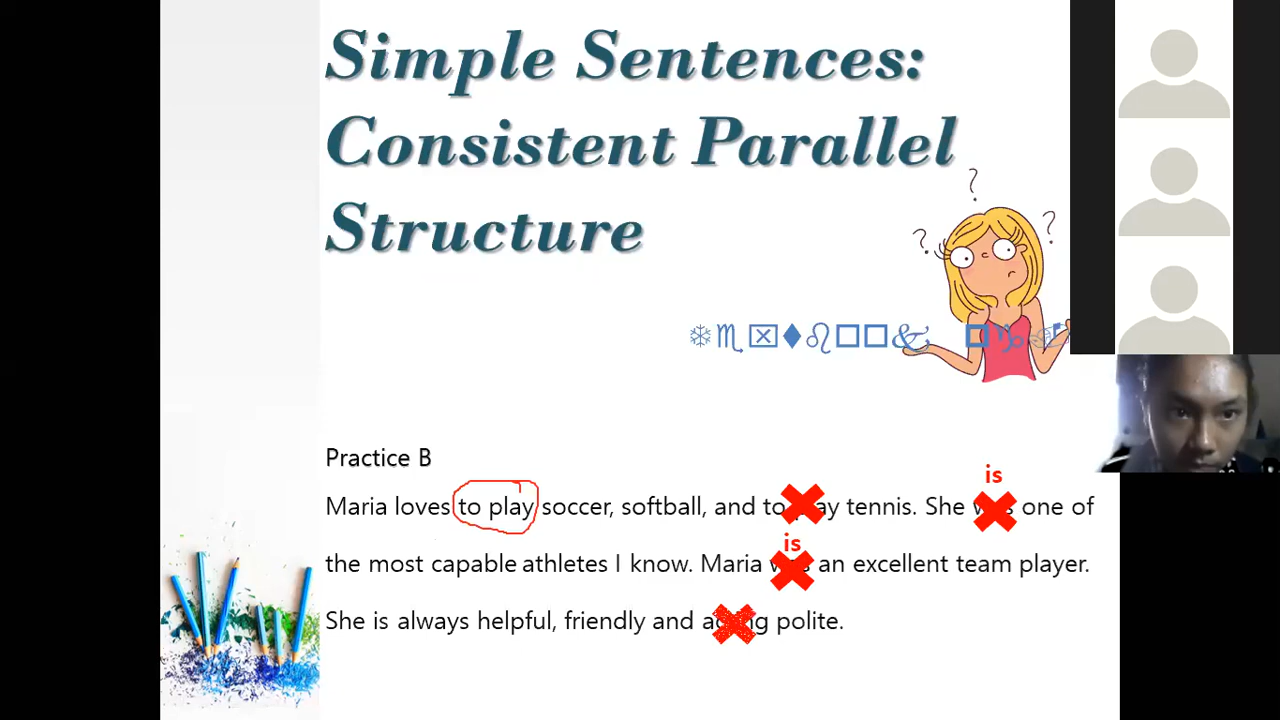 Simple Sentences:
Consistent Parallel
Structure
Practice B
is
Maria loves to play soccer, softball, and to play tennis. She was one of
is
the most capable athletes I know. Maria was an excellent team player.
She is always helpful, friendly and acting polite.